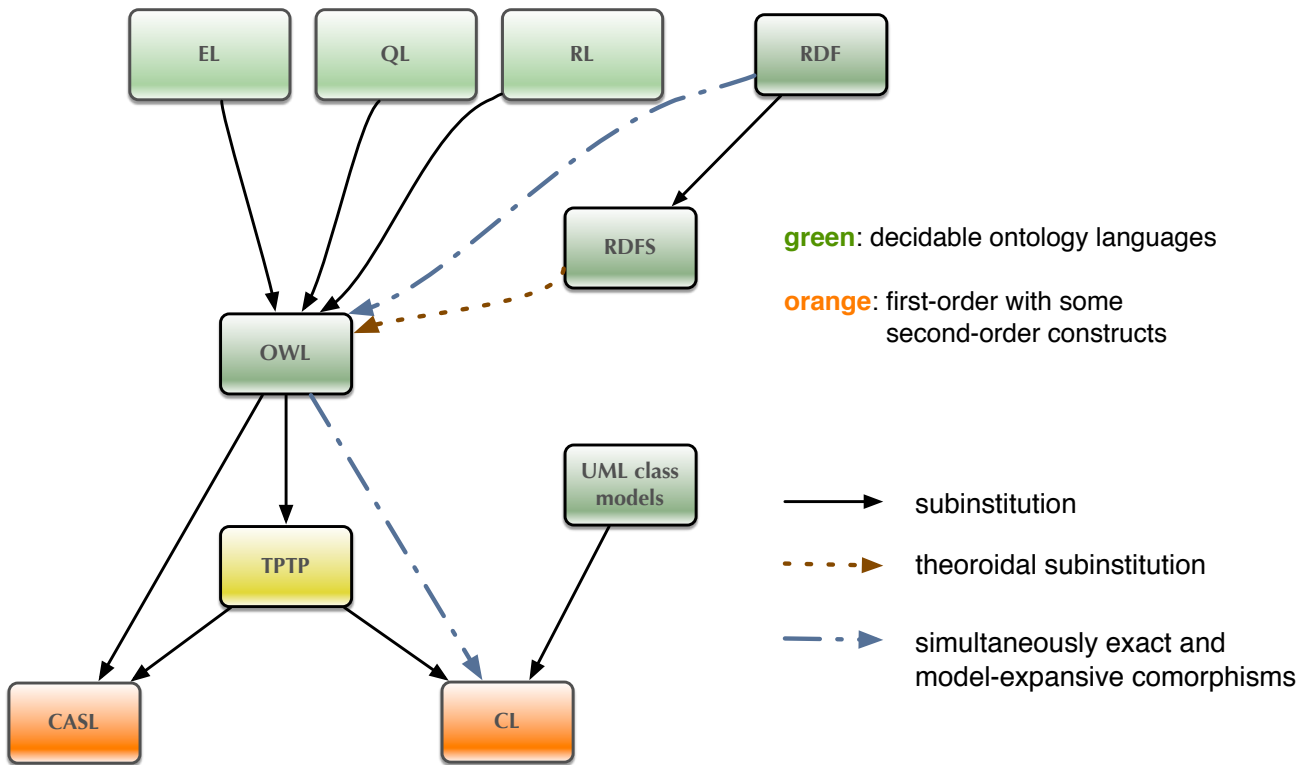 EL
QL
RL
RDF
RDFS
green: decidable ontology languages
orange: first-order with some
second-order constructs
OWL
UML class
models
subinstitution
TPTP
theoroidal subinstitution
simultaneously exact and
model-expansive comorphisms
CASL
CL